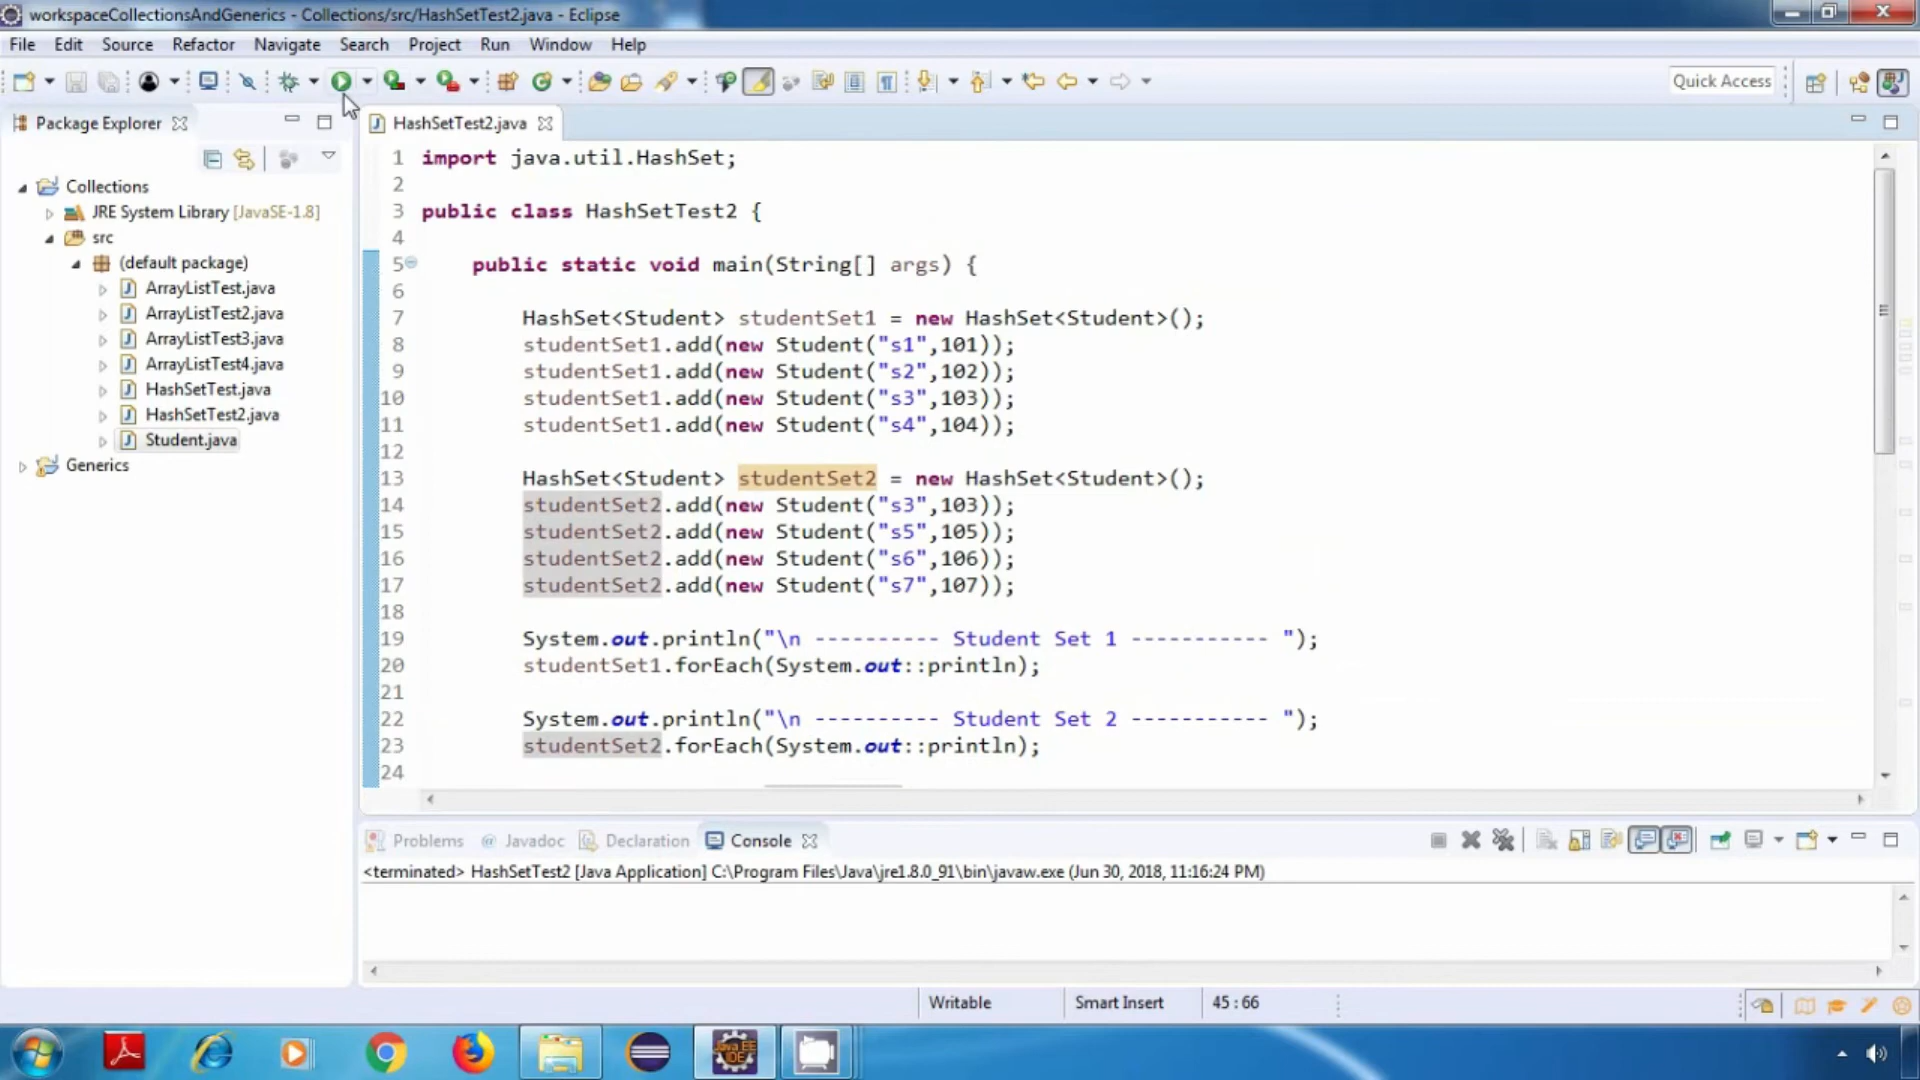 workspaceCollectionsAndGenerics - Collections/src/HashSetTest2.java - Eclipse
File Edit Source Refactor Navigate Search Project Run Window Help
Quick Access
Package Explorer
HashSetTest2.java
Collections
JRE System Library [JavaSE-1.8]
src
(default package)
ArrayListTest.java
ArrayListTest2.java
ArrayListTest3.java
ArrayListTest4.java
HashSetTest.java
HashSetTest2.java
Student.java
Generics
1 import java.util.HashSet;
2
3 public class HashSetTest2 {
4
5 public static void main(String[] args) {
6
7 HashSet<Student> studentSet1 = new HashSet<Student>();
8 studentSet1.add(new Student("s1",101));
9 studentSet1.add(new Student("s2",102));
10 studentSet1.add(new Student("s3",103));
11 studentSet1.add(new Student("s4",104));
12
13 HashSet<Student> studentSet2 = new HashSet<Student>();
14 studentSet2.add(new Student("s3",103));
15 studentSet2.add(new Student("s5",105));
16 studentSet2.add(new Student("s6",106));
17 studentSet2.add(new Student("s7",107));
18
19 System.out.println("\n ---------- Student Set 1 ----------- ");
20 studentSet1.forEach(System.out::println);
21
22 System.out.println("\n ---------- Student Set 2 ----------- ");
23 studentSet2.forEach(System.out::println);
24
Problems Javadoc Declaration Console
<terminated> HashSetTest2 [Java Application] C:\Program Files\Java\jre1.8.0_91\bin\javaw.exe (Jun 30, 2018, 11:16:24 PM)
Writable Smart Insert 45 : 66
Java EE
IDE